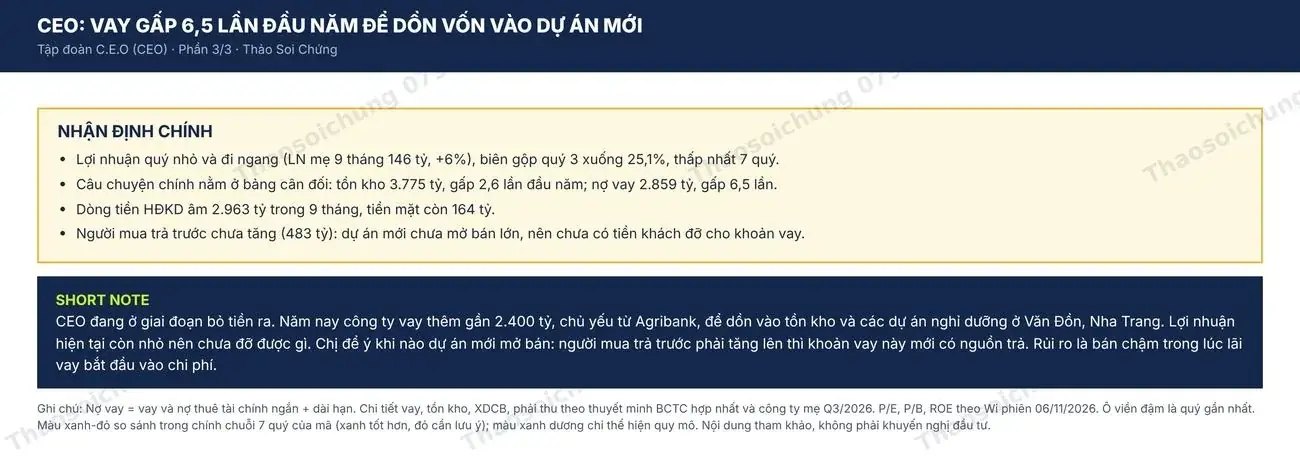 CEO: VAY GẤP 6,5 LẦN ĐẦU NĂM ĐỂ DỒN VỐN VÀO DỰ ÁN MỚI
Tập đoàn C.E.O (CEO) · Phần 3/3 · Thảo Soi Chứng
NHẬN ĐỊNH CHÍNH
• Lợi nhuận quý nhỏ và đi ngang (LN mẹ 9 tháng 146 tỷ, +6%), biên gộp quý 3 xuống 25,1%, thấp nhất 7 quý.
• Câu chuyện chính nằm ở bảng cân đối: tồn kho 3.775 tỷ, gấp 2,6 lần đầu năm; nợ vay 2.859 tỷ, gấp 6,5 lần.
• Dòng tiền HĐKD âm 2.963 tỷ trong 9 tháng, tiền mặt còn 164 tỷ.
• Người mua trả trước chưa tăng (483 tỷ): dự án mới chưa mở bán lớn, nên chưa có tiền khách đỡ cho khoản vay.
SHORT NOTE
CEO đang ở giai đoạn bỏ tiền ra. Năm nay công ty vay thêm gần 2.400 tỷ, chủ yếu từ Agribank, để dồn vào tồn kho và các dự án nghỉ dưỡng ở Vân Đồn, Nha Trang. Lợi nhuận
hiện tại còn nhỏ nên chưa đỡ được gì. Chị để ý khi nào dự án mới mở bán: người mua trả trước phải tăng lên thì khoản vay này mới có nguồn trả. Rủi ro là bán chậm trong lúc lãi
vay bắt đầu vào chi phí.
Ghi chú: Nợ vay = vay và nợ thuê tài chính ngắn + dài hạn. Chi tiết vay, tồn kho, XDCB, phải thu theo thuyết minh BCTC hợp nhất và công ty mẹ Q3/2026. P/E, P/B, ROE theo Wi phiên 06/11/2026. Ô viền đậm là quý gần nhất.
Màu xanh-đỏ so sánh trong chính chuỗi 7 quý của mã (xanh tốt hơn, đỏ cần lưu ý); màu xanh dương chỉ thể hiện quy mô. Nội dung tham khảo, không phải khuyến nghị đầu tư.